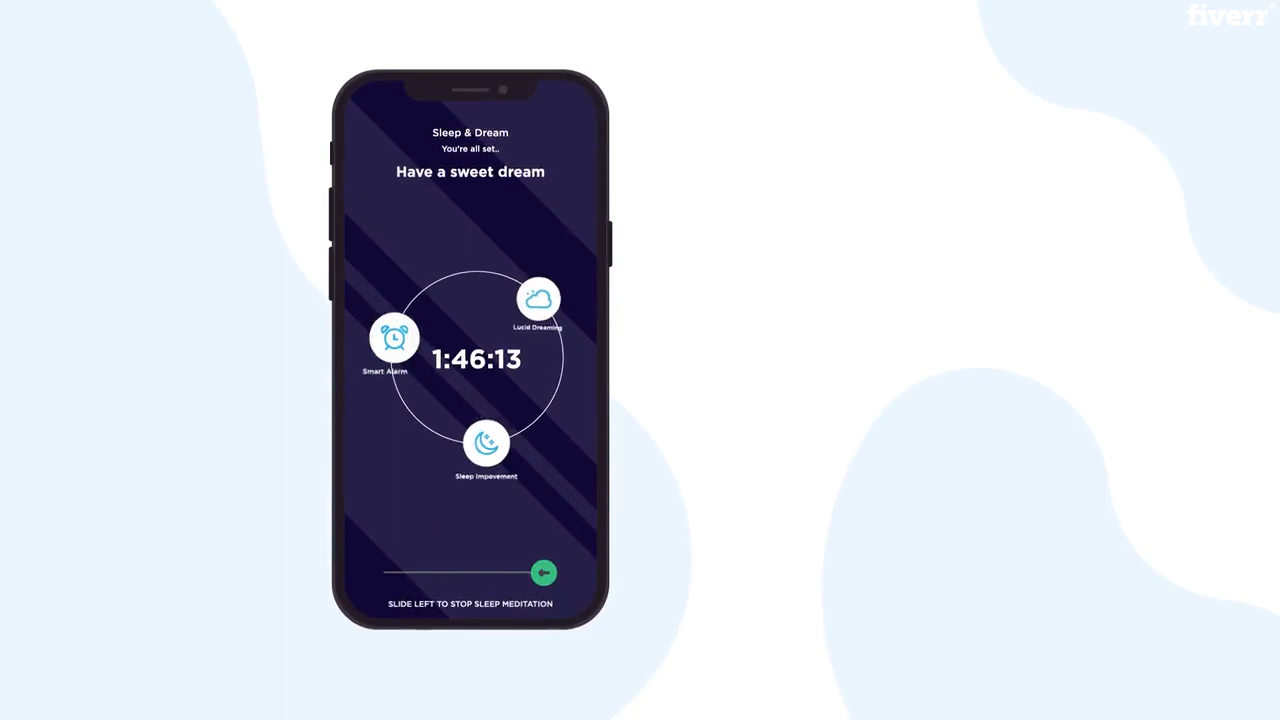 fiverr®
Sleep & Dream
You're all set..
Have a sweet dream
Lucid Dreaming
1:46:13
Smart Alarm
Sleep Impovement
SLIDE LEFT TO STOP SLEEP MEDITATION